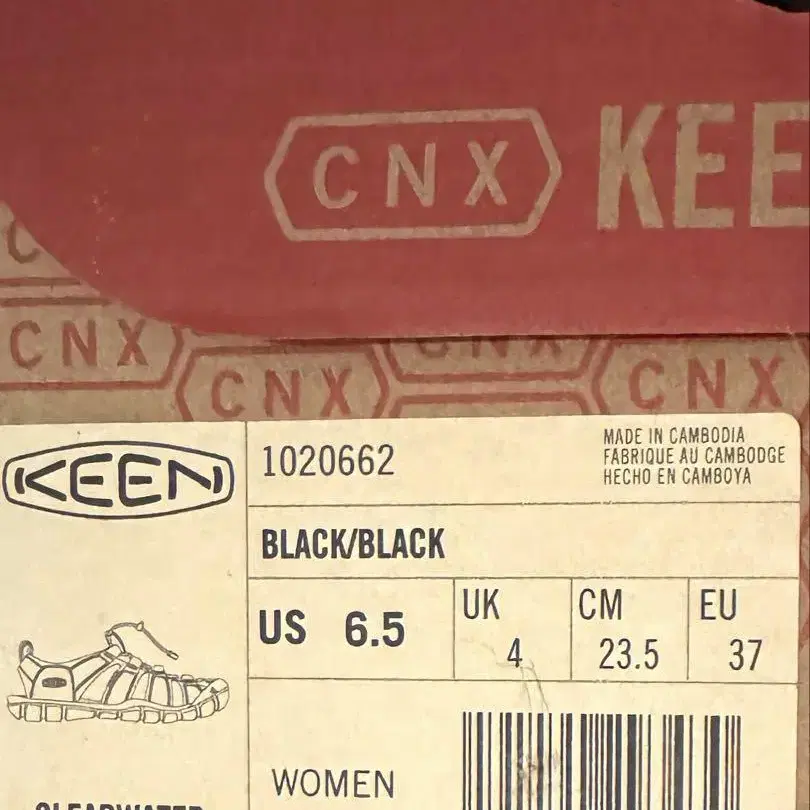 CNX KEE
C
CNX CNX CNX CNX
KEEN
1020662
MADE IN CAMBODIA
FABRIQUE AU CAMBODGE
HECHO EN CAMBOYA
BLACK/BLACK
US 6.5
UK 4
CM 23.5
EU 37
WOMEN
CLEARWATER